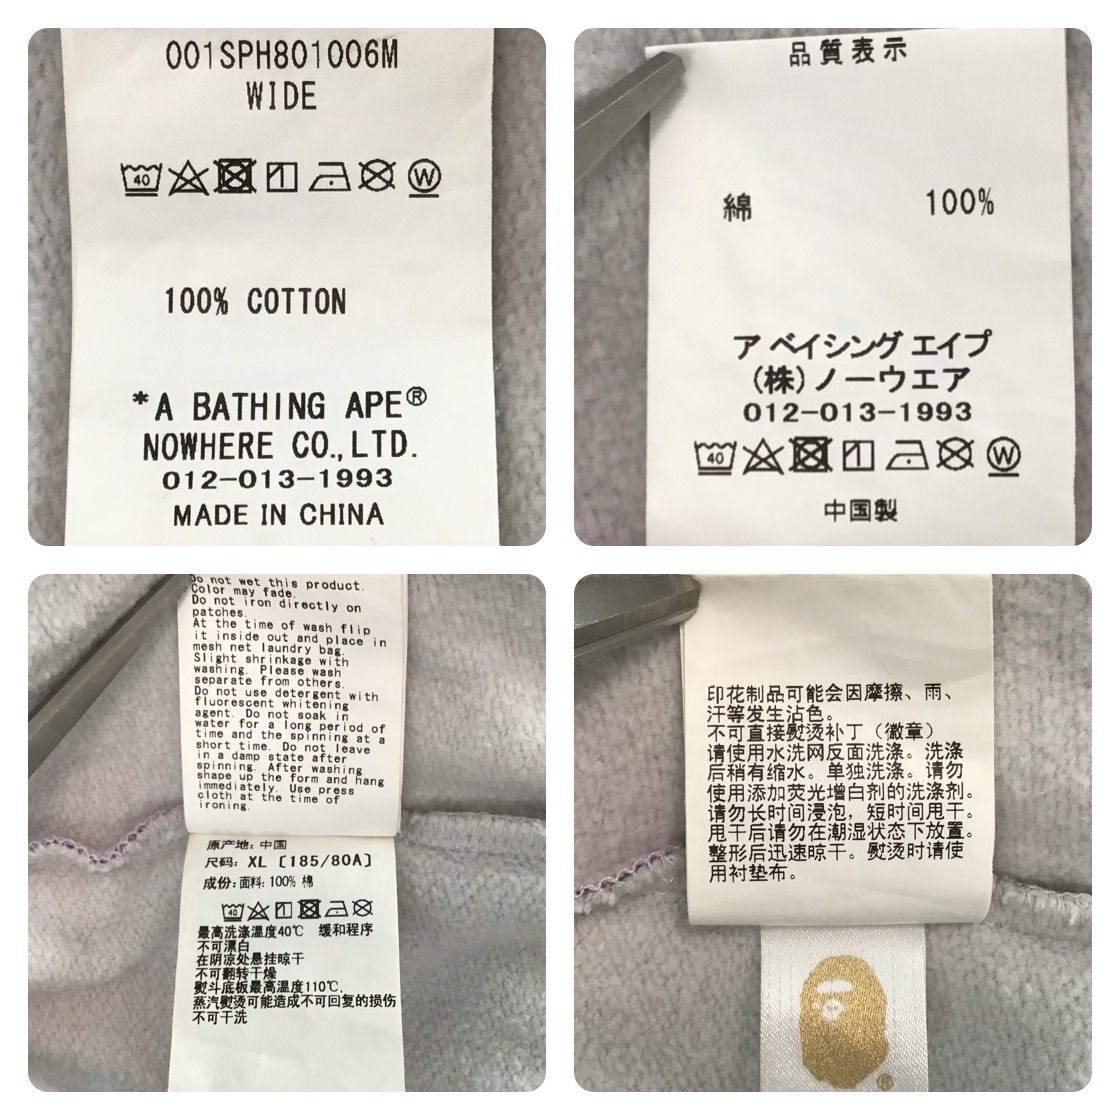 001SPH801006M
WIDE
40 W
100% COTTON
*A BATHING APE®
NOWHERE CO.,LTD.
012-013-1993
MADE IN CHINA
品質表示
綿 100%
ア ベイシング エイプ
(株)ノーウエア
012-013-1993
40 W
中国製
Do not wet this product.
Color may fade.
Do not iron directly on
patches.
At the time of wash flip
it inside out and place in
mesh net laundry bag.
Slight shrinkage with
washing. Please wash
separate from others.
Do not use detergent with
fluorescent whitening
agent. Do not soak in
water for a long period of
time and the spinning at a
short time. Do not leave
in a damp state after
spinning. After washing
shape up the form and hang
immediately. Use press
cloth at the time of
ironing.
原产地: 中国
尺码: XL [185/80A]
成份: 面料: 100% 棉
40
最高洗涤温度40℃ 缓和程序
不可漂白
在阴凉处悬挂晾干
不可翻转干燥
熨斗底板最高温度110℃,
蒸汽熨烫可能造成不可回复的损伤
不可干洗
印花制品可能会因摩擦、雨、
汗等发生沾色。
不可直接熨烫补丁（徽章）
请使用水洗网反面洗涤。洗涤
后稍有缩水。单独洗涤。请勿
使用添加荧光增白剂的洗涤剂。
请勿长时间浸泡，短时间甩干。
甩干后请勿在潮湿状态下放置。
整形后迅速晾干。熨烫时请使
用衬垫布。
®